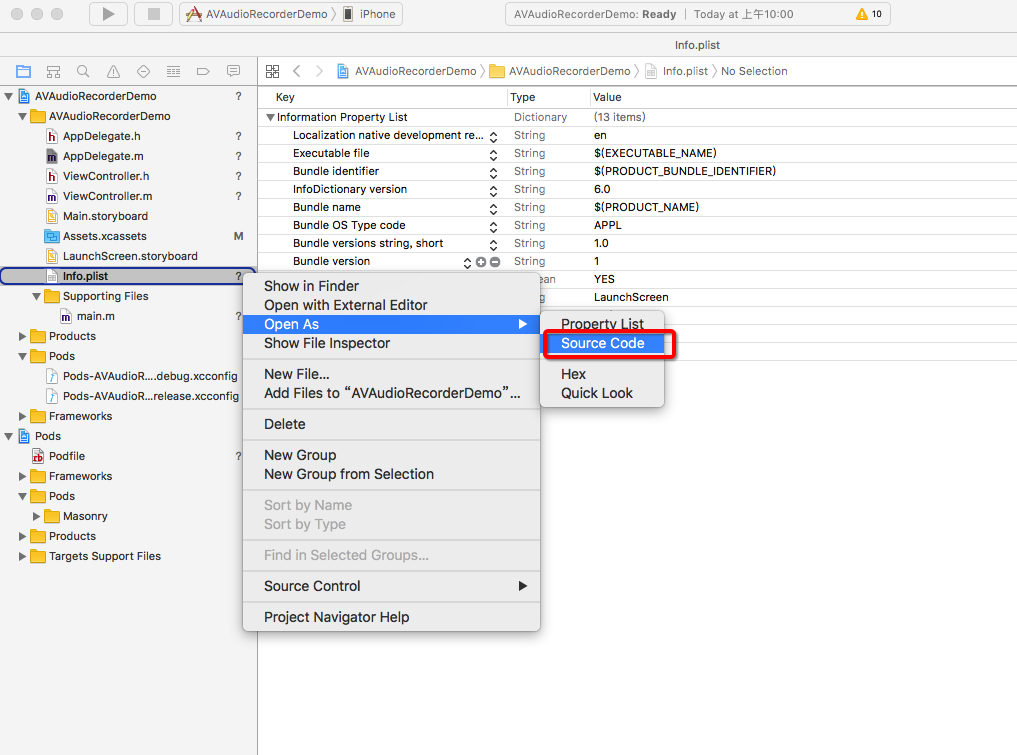 AVAudioRecorderDemo iPhone
AVAudioRecorderDemo: Ready Today at 上午10:00 10
Info.plist
AVAudioRecorderDemo AVAudioRecorderDemo Info.plist No Selection
AVAudioRecorderDemo ?
AVAudioRecorderDemo
AppDelegate.h ?
AppDelegate.m ?
ViewController.h ?
ViewController.m ?
Main.storyboard
Assets.xcassets M
LaunchScreen.storyboard
Info.plist ?
Supporting Files
main.m ?
Products
Pods
Pods-AVAudioR....debug.xcconfig
Pods-AVAudioR...release.xcconfig
Frameworks
Pods
Podfile ?
Frameworks
Pods
Masonry
Products
Targets Support Files
Key Type Value
Information Property List Dictionary (13 items)
Localization native development re... String en
Executable file String $(EXECUTABLE_NAME)
Bundle identifier String $(PRODUCT_BUNDLE_IDENTIFIER)
InfoDictionary version String 6.0
Bundle name String $(PRODUCT_NAME)
Bundle OS Type code String APPL
Bundle versions string, short String 1.0
Bundle version String 1
YES
LaunchScreen
Show in Finder
Open with External Editor
Open As
Show File Inspector
New File...
Add Files to “AVAudioRecorderDemo”...
Delete
New Group
New Group from Selection
Sort by Name
Sort by Type
Find in Selected Groups...
Source Control
Project Navigator Help
Property List
Source Code
Hex
Quick Look